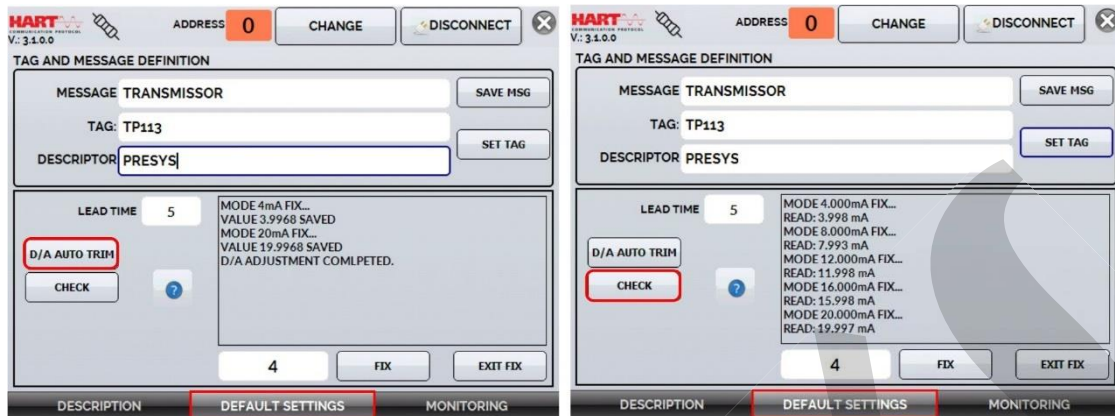 HART
COMMUNICATION PROTOCOL
V.: 3.1.0.0
ADDRESS 0 CHANGE DISCONNECT
TAG AND MESSAGE DEFINITION
MESSAGE TRANSMISSOR SAVE MSG
TAG: TP113
SET TAG
DESCRIPTOR PRESYS
LEAD TIME 5
D/A AUTO TRIM
CHECK ?
MODE 4mA FIX...
VALUE 3.9968 SAVED
MODE 20mA FIX...
VALUE 19.9968 SAVED
D/A ADJUSTMENT COMLPETED.
4 FIX EXIT FIX
DESCRIPTION DEFAULT SETTINGS MONITORING
HART
COMMUNICATION PROTOCOL
V.: 3.1.0.0
ADDRESS 0 CHANGE DISCONNECT
TAG AND MESSAGE DEFINITION
MESSAGE TRANSMISSOR SAVE MSG
TAG: TP113
SET TAG
DESCRIPTOR PRESYS
LEAD TIME 5
D/A AUTO TRIM
CHECK ?
MODE 4.000mA FIX...
READ: 3.998 mA
MODE 8.000mA FIX...
READ: 7.993 mA
MODE 12.000mA FIX...
READ: 11.998 mA
MODE 16.000mA FIX...
READ: 15.998 mA
MODE 20.000mA FIX...
READ: 19.997 mA
4 FIX EXIT FIX
DESCRIPTION DEFAULT SETTINGS MONITORING